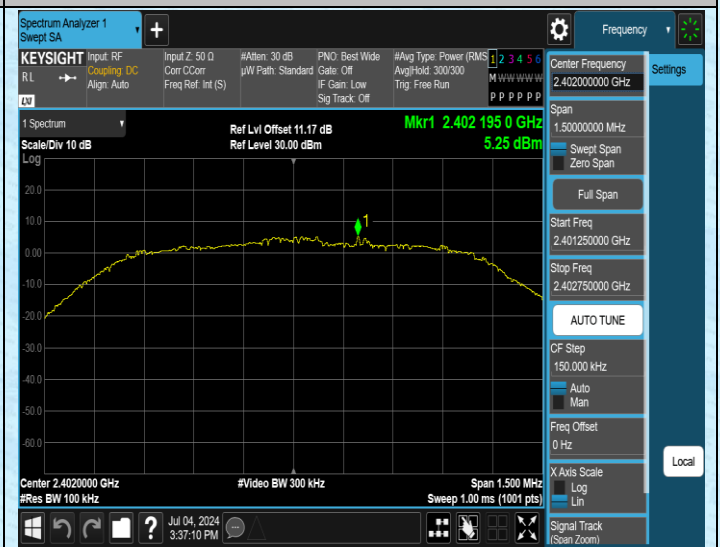 Spectrum Analyzer 1
Swept SA
Frequency
KEYSIGHT
RL
LXI
Input: RF
Coupling: DC
Align: Auto
Input Z: 50 Ω
Corr CCorr
Freq Ref: Int (S)
#Atten: 30 dB
µW Path: Standard
PNO: Best Wide
Gate: Off
IF Gain: Low
Sig Track: Off
#Avg Type: Power (RMS
Avg|Hold: 300/300
Trig: Free Run
1 2 3 4 5 6
M W W W W W
P P P P P P
Center Frequency
2.402000000 GHz
Settings
Span
1.50000000 MHz
Swept Span
Zero Span
Full Span
Start Freq
2.401250000 GHz
Stop Freq
2.402750000 GHz
AUTO TUNE
CF Step
150.000 kHz
Auto
Man
Freq Offset
0 Hz
X Axis Scale
Log
Lin
Signal Track
(Span Zoom)
Local
1 Spectrum
Scale/Div 10 dB
Ref Lvl Offset 11.17 dB
Ref Level 30.00 dBm
Mkr1 2.402 195 0 GHz
5.25 dBm
Log
20.0
10.0
0.00
-10.0
-20.0
-30.0
-40.0
-50.0
-60.0
1
Center 2.4020000 GHz
#Video BW 300 kHz
Span 1.500 MHz
#Res BW 100 kHz
Sweep 1.00 ms (1001 pts)
?
Jul 04, 2024
3:37:10 PM